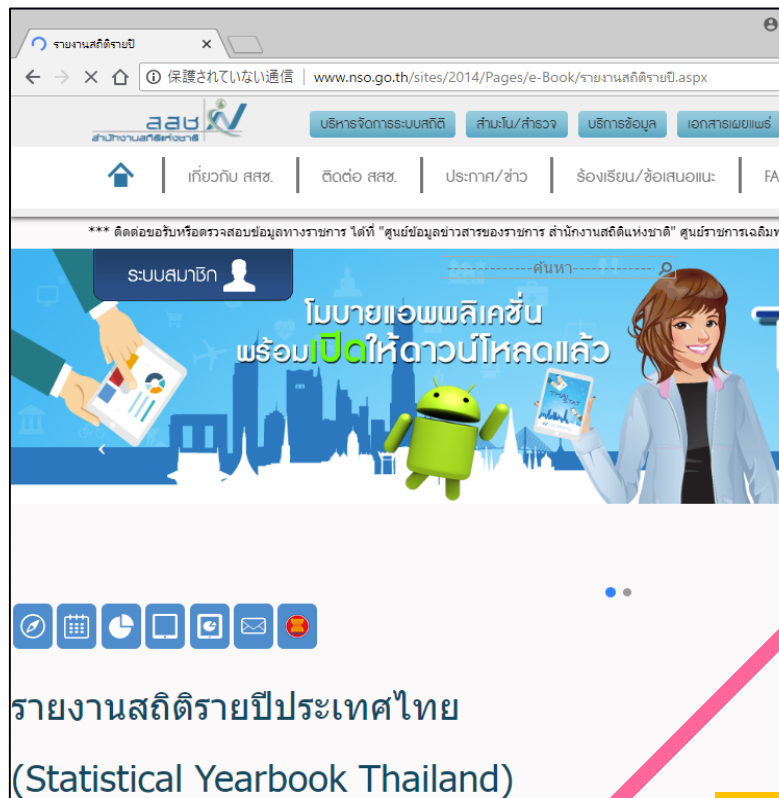 รายงานสถิติรายปี
保護されていない通信 | www.nso.go.th/sites/2014/Pages/e-Book/รายงานสถิติรายปี.aspx
สสช
สำนักงานสถิติแห่งชาติ
บริหารจัดการระบบสถิติ สำมะโน/สำรวจ บริการข้อมูล เอกสารเผยแพร่
เกี่ยวกับ สสช. ติดต่อ สสช. ประกาศ/ข่าว ร้องเรียน/ข้อเสนอแนะ FA
*** ติดต่อขอรับหรือตรวจสอบข้อมูลทางราชการ ได้ที่ "ศูนย์ข้อมูลข่าวสารของราชการ สำนักงานสถิติแห่งชาติ" ศูนย์ราชการเฉลิมพ
ระบบสมาชิก
--------------ค้นหา--------------
โมบายแอพพลิเคชั่น
พร้อมเปิดให้ดาวน์โหลดแล้ว
THAI
STAT
รายงานสถิติรายปีประเทศไทย
(Statistical Yearbook Thailand)